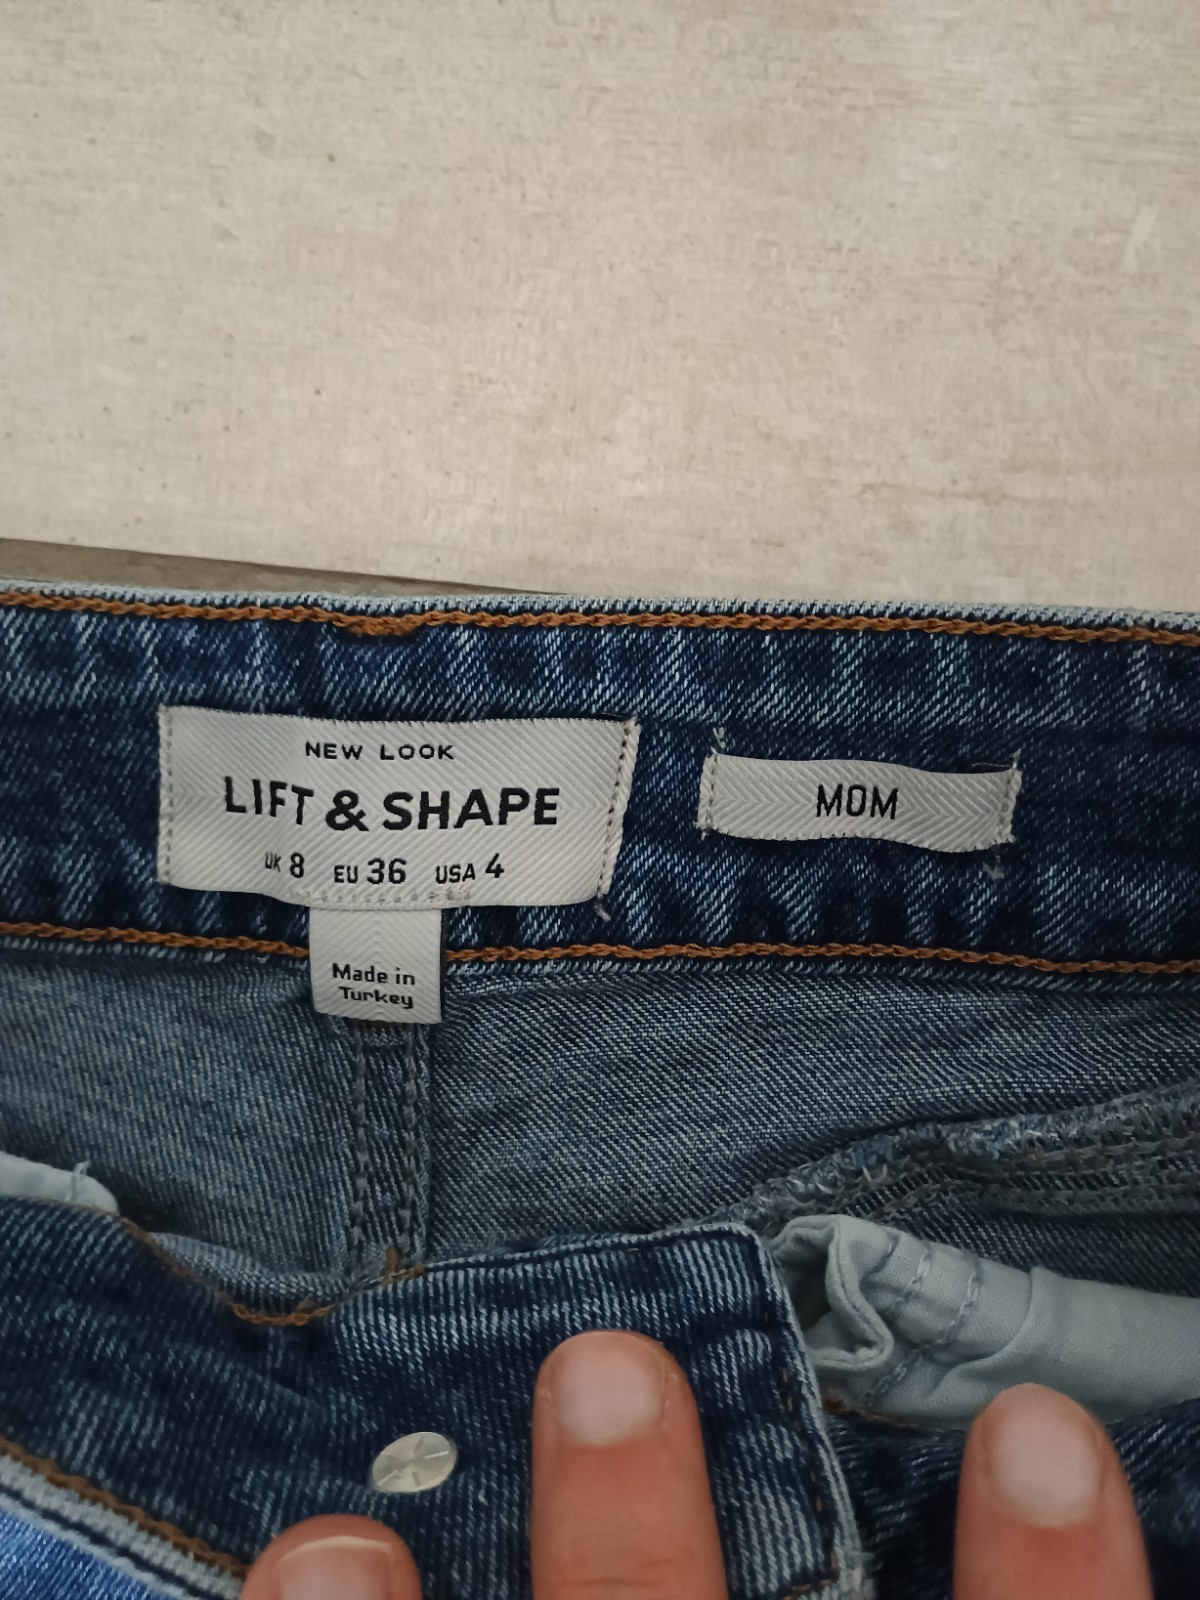 NEW LOOK
LIFT & SHAPE
UK 8 EU 36 USA 4
MOM
Made in
Turkey